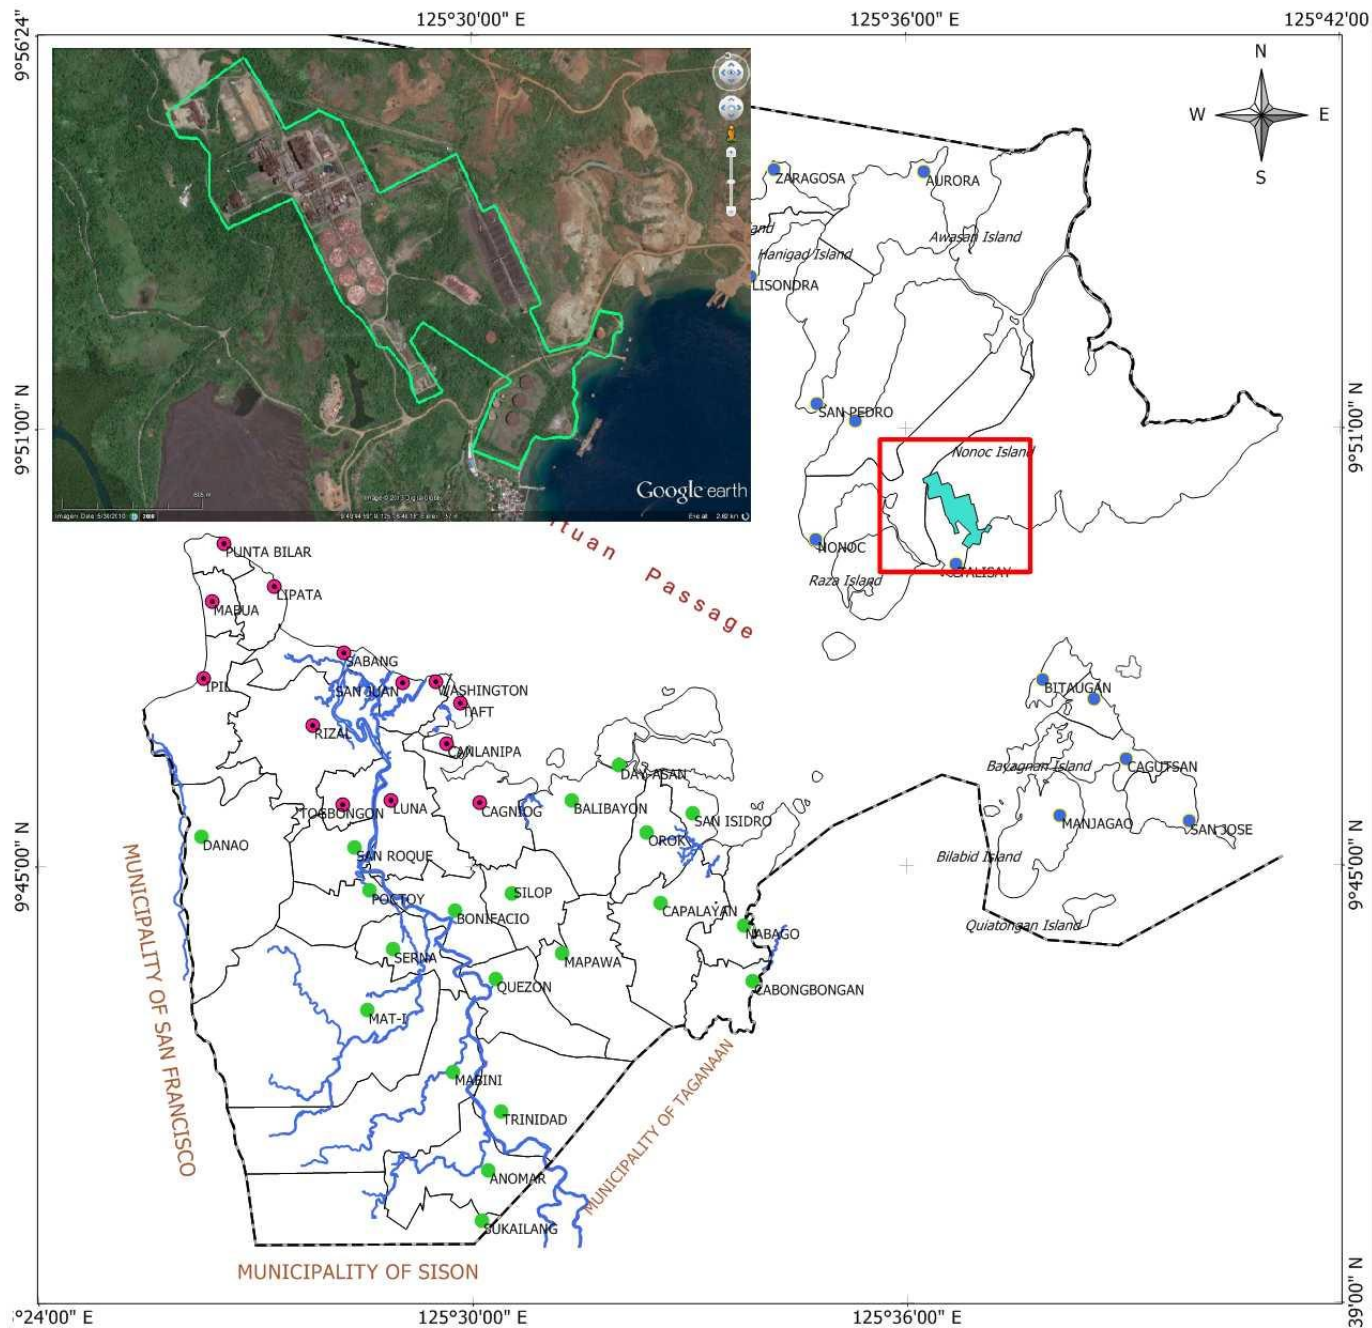 125°30'00" E
125°36'00" E
125°42'00" E
9°56'24" N
N
W
E
S
ZARAGOSA
AURORA
Awasan Island
Hanigad Island
LISONDRA
SAN PEDRO
9°51'00" N
9°51'00" N
Nonoc Island
Google earth
NONOC
TALISAY
Raza Island
Passage
PUNTA BILAR
LIPATA
MABUA
SABANG
IPIL
SAN JUAN
WASHINGTON
TAFT
RIZAL
CANLANIPA
BITAUGAN
DAY-ASAN
Bayagnan Island
CAGUTSAN
TOGBONGON
LUNA
CAGNIOG
BALIBAYON
SAN ISIDRO
MANJAGAO
SAN JOSE
DANAO
OROK
SAN ROQUE
Bilabid Island
9°45'00" N
9°45'00" N
POCTOY
SILOP
BONIFACIO
CAPALAYAN
NABAGO
Quiatongan Island
SERNA
MAPAWA
QUEZON
CABONGBONGAN
MAT-I
MUNICIPALITY OF SAN FRANCISCO
MABINI
TRINIDAD
MUNICIPALITY OF TAGANAAN
ANOMAR
SUKAILANG
MUNICIPALITY OF SISON
39°00" N
°24'00" E
125°30'00" E
125°36'00" E